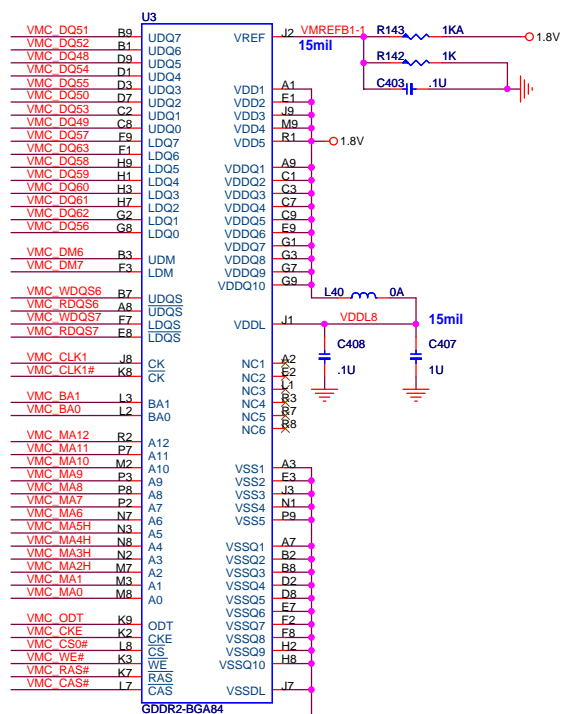 U3
VMC_DQ51 B9 UDQ7 VREF J2 VMREFB1-1 R143 1KA 1.8V
VMC_DQ52 B1 UDQ6 15mil
VMC_DQ48 D9 UDQ5 R142 1K
VMC_DQ54 D1 UDQ4
VMC_DQ55 D3 UDQ3 VDD1 A1 C403 .1U
VMC_DQ50 D7 UDQ2 VDD2 E1
VMC_DQ53 C2 UDQ1 VDD3 J9
VMC_DQ49 C8 UDQ0 VDD4 M9
VMC_DQ57 F9 LDQ7 VDD5 R1 1.8V
VMC_DQ63 F1 LDQ6
VMC_DQ58 H9 LDQ5 VDDQ1 A9
VMC_DQ59 H1 LDQ4 VDDQ2 C1
VMC_DQ60 H3 LDQ3 VDDQ3 C3
VMC_DQ61 H7 LDQ2 VDDQ4 C7
VMC_DQ62 G2 LDQ1 VDDQ5 C9
VMC_DQ56 G8 LDQ0 VDDQ6 E9
VDDQ7 G1
VMC_DM6 B3 UDM VDDQ8 G3
VMC_DM7 F3 LDM VDDQ9 G7
VDDQ10 G9
VMC_WDQS6 B7 UDQS L40 0A
VMC_RDQS6 A8 UDQS
VMC_WDQS7 F7 LDQS VDDL J1 VDDL8 15mil
VMC_RDQS7 E8 LDQS
C408 C407
VMC_CLK1 J8 CK NC1 A2 .1U 1U
VMC_CLK1# K8 CK NC2 E2
NC3 L1
VMC_BA1 L3 BA1 NC4 R3
VMC_BA0 L2 BA0 NC5 R7
NC6 R8
VMC_MA12 R2 A12
VMC_MA11 P7 A11
VMC_MA10 M2 A10 VSS1 A3
VMC_MA9 P3 A9 VSS2 E3
VMC_MA8 P8 A8 VSS3 J3
VMC_MA7 P2 A7 VSS4 N1
VMC_MA6 N7 A6 VSS5 P9
VMC_MA5H N3 A5
VMC_MA4H N8 A4 VSSQ1 A7
VMC_MA3H N2 A3 VSSQ2 B2
VMC_MA2H M7 A2 VSSQ3 B8
VMC_MA1 M3 A1 VSSQ4 D2
VMC_MA0 M8 A0 VSSQ5 D8
VSSQ6 E7
VMC_ODT K9 ODT VSSQ7 F2
VMC_CKE K2 CKE VSSQ8 F8
VMC_CS0# L8 CS VSSQ9 H2
VMC_WE# K3 WE VSSQ10 H8
VMC_RAS# K7 RAS
VMC_CAS# L7 CAS VSSDL J7
GDDR2-BGA84